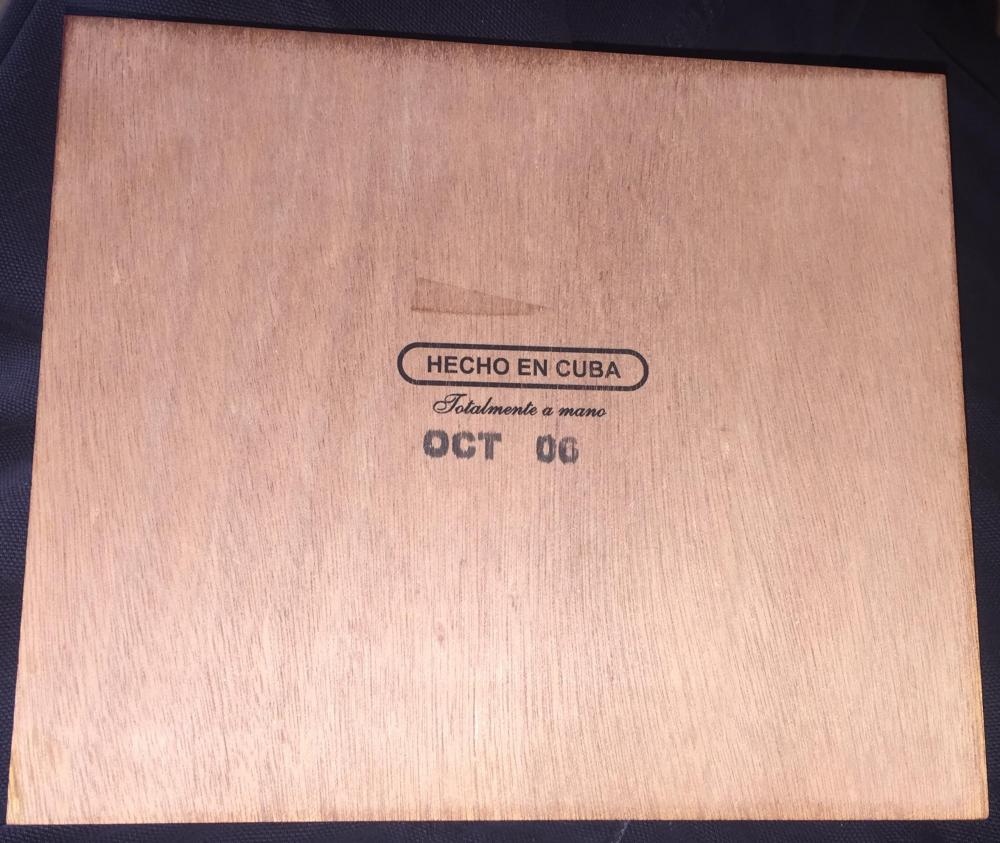 HECHO EN CUBA
Totalmente a mano
OCT 06